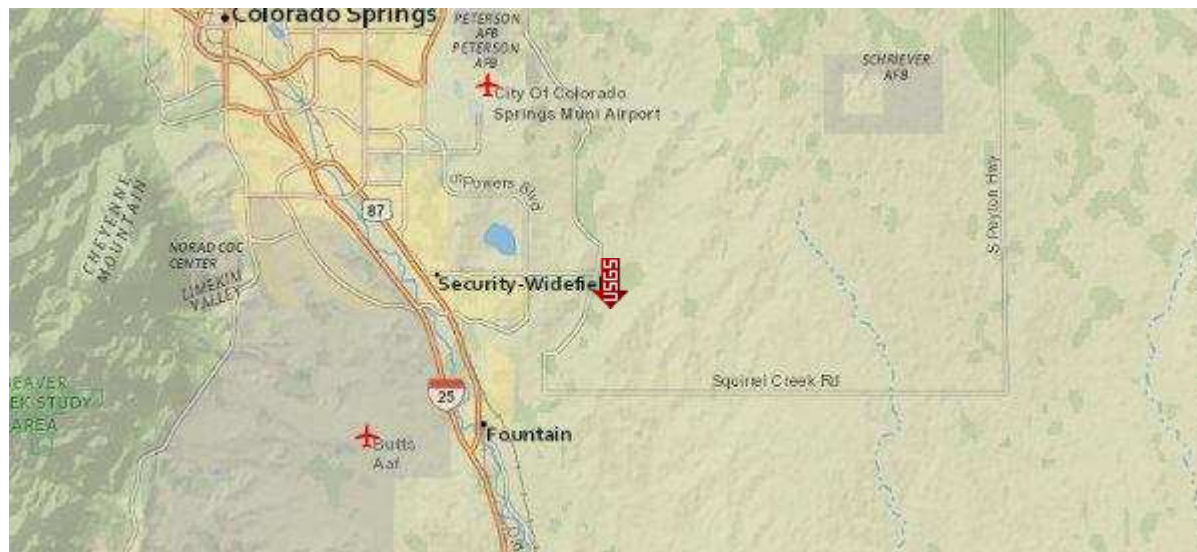 Colorado Springs
PETERSON
AFB
PETERSON
AFB
City Of Colorado
Springs Muni Airport
SCHRIEVER
AFB
Powers Blvd
87
S Peyton Hwy
CHEYENNE
MOUNTAIN
NORAD COC
CENTER
LIMEKILN
VALLEY
Security-Widefiel
USGS
Squirrel Creek Rd
25
BEAVER
EK STUDY
AREA
Fountain
Butts
Aaf